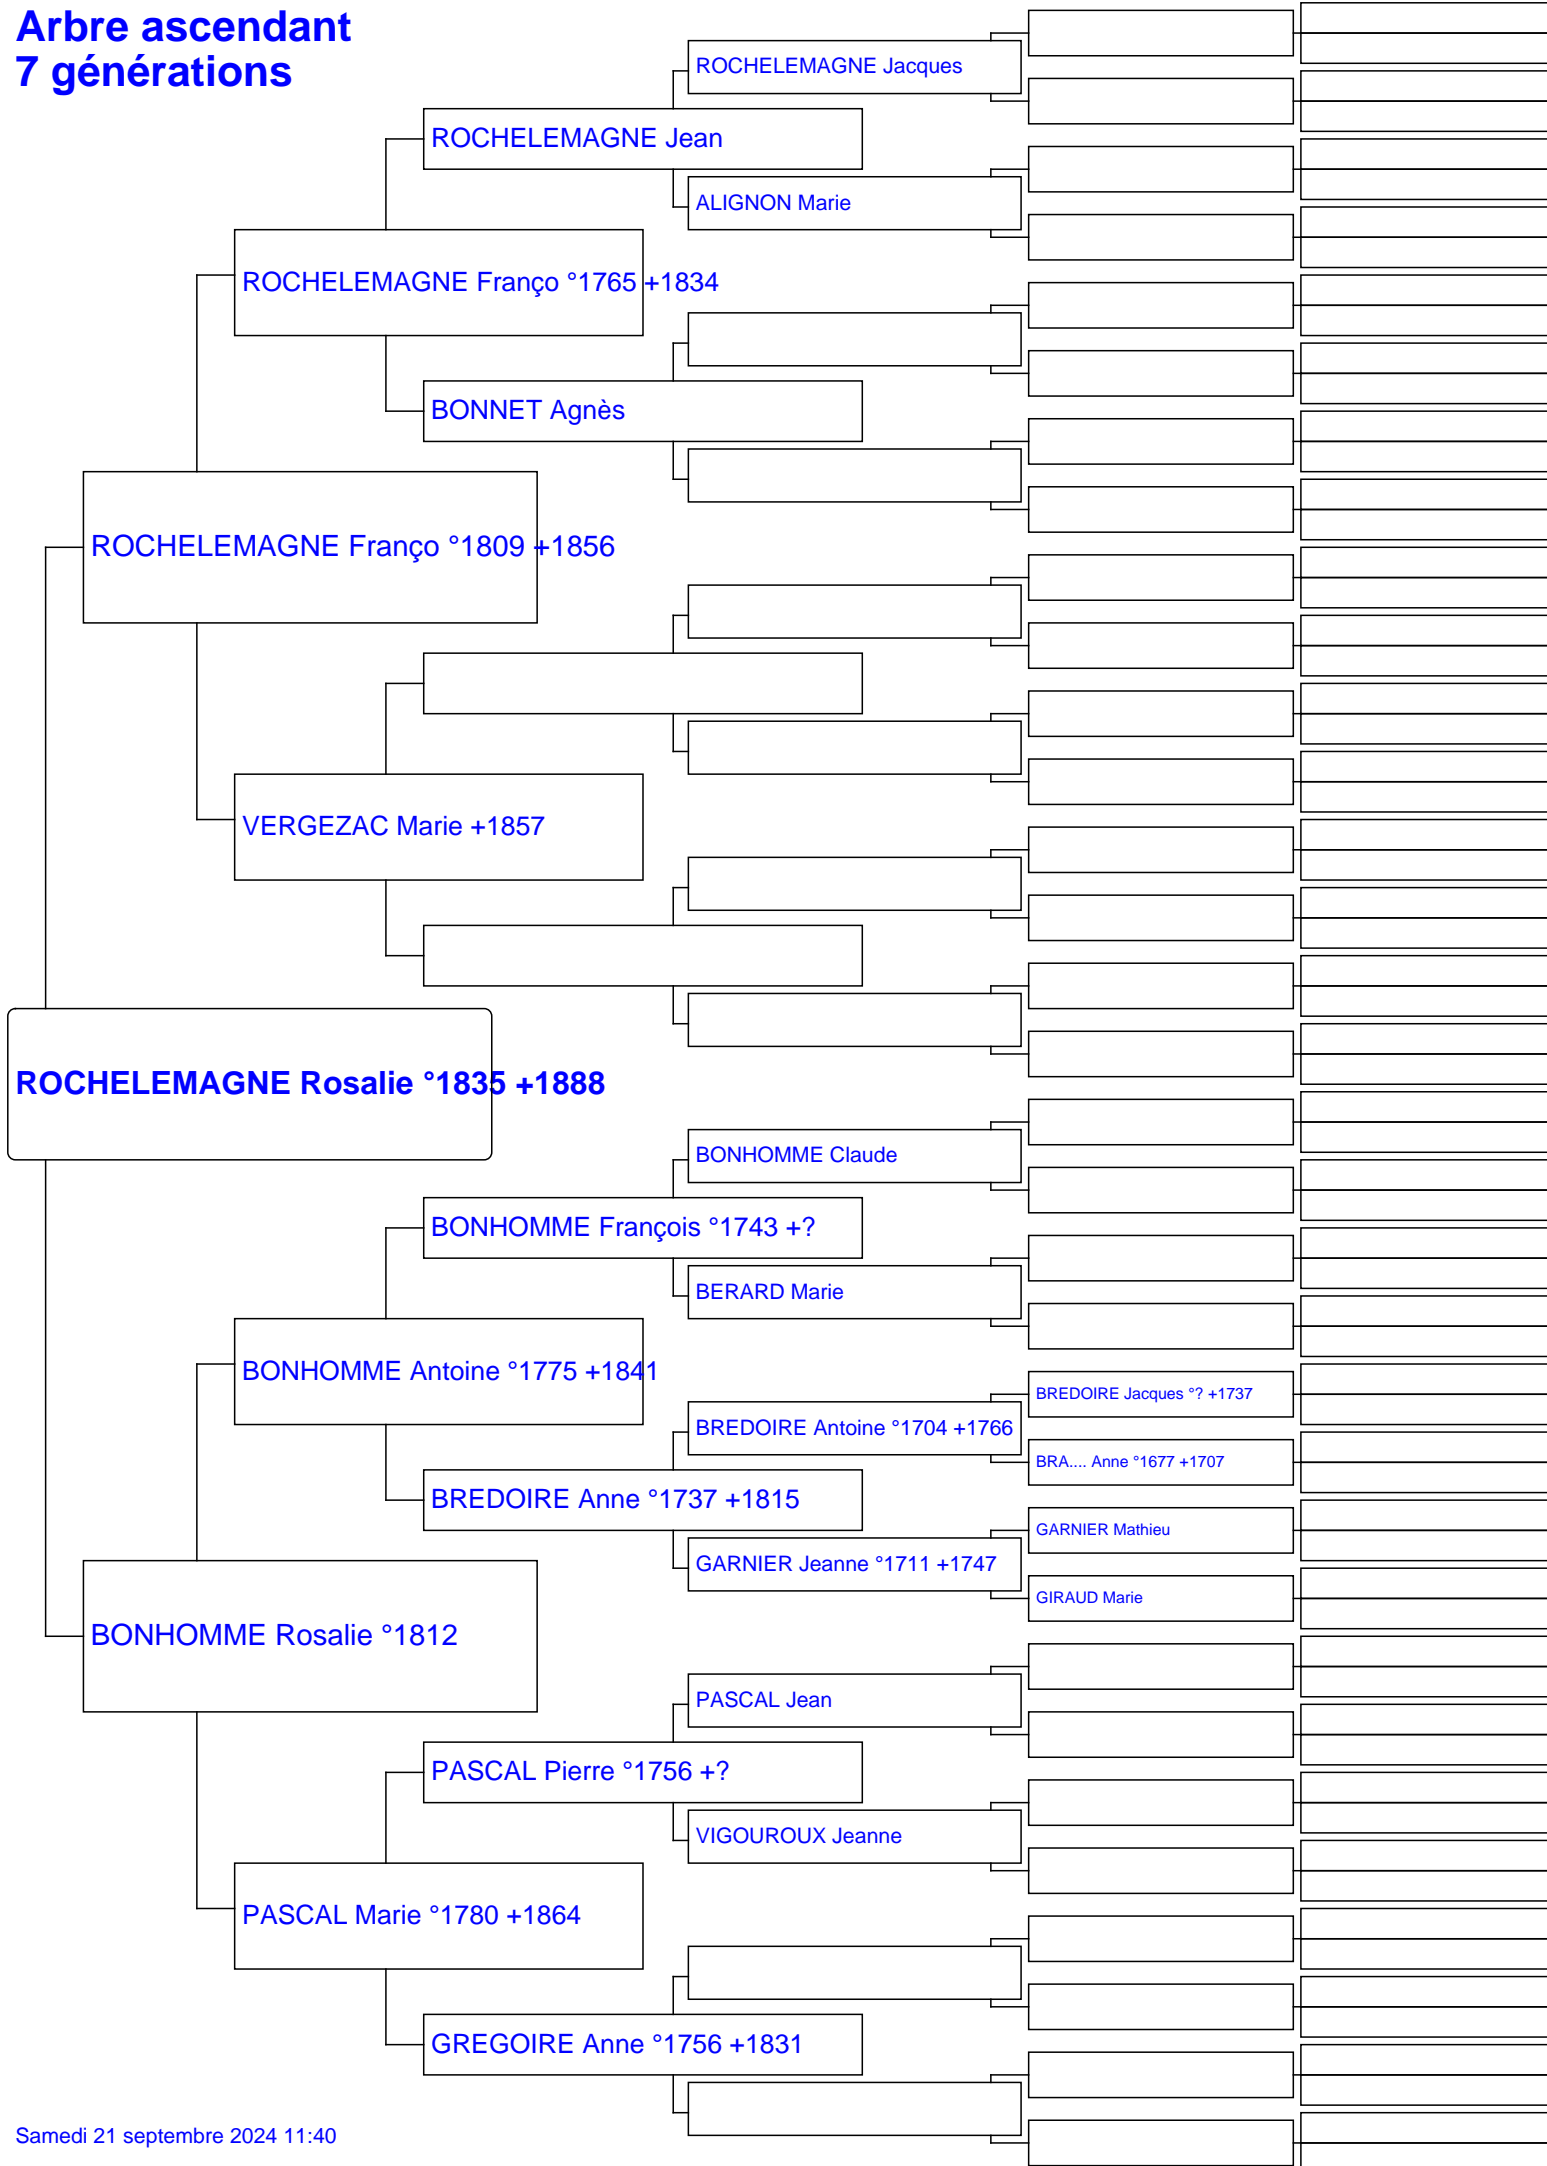 Arbre ascendant
7 générations
ROCHELEMAGNE Jacques
ROCHELEMAGNE Jean
ALIGNON Marie
ROCHELEMAGNE Franço °1765 +1834
BONNET Agnès
ROCHELEMAGNE Franço °1809 +1856
VERGEZAC Marie +1857
ROCHELEMAGNE Rosalie °1835 +1888
BONHOMME Claude
BONHOMME François °1743 +?
BERARD Marie
BONHOMME Antoine °1775 +1841
BREDOIRE Jacques °? +1737
BREDOIRE Antoine °1704 +1766
BRA.... Anne °1677 +1707
BREDOIRE Anne °1737 +1815
GARNIER Mathieu
GARNIER Jeanne °1711 +1747
GIRAUD Marie
BONHOMME Rosalie °1812
PASCAL Jean
PASCAL Pierre °1756 +?
VIGOUROUX Jeanne
PASCAL Marie °1780 +1864
GREGOIRE Anne °1756 +1831
Samedi 21 septembre 2024 11:40